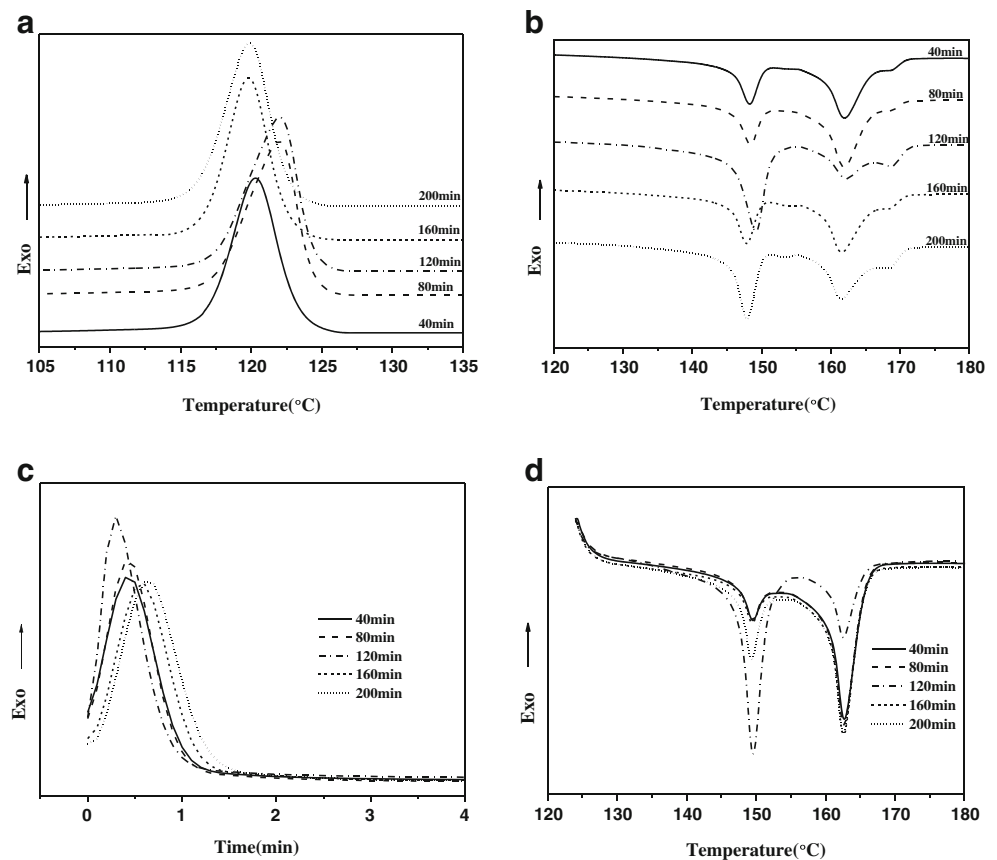 a
Exo
200min
160min
120min
80min
40min
105 110 115 120 125 130 135
Temperature(°C)
b
Exo
40min
80min
120min
160min
200min
120 130 140 150 160 170 180
Temperature(°C)
c
Exo
40min
80min
120min
160min
200min
0 1 2 3 4
Time(min)
d
Exo
40min
80min
120min
160min
200min
120 130 140 150 160 170 180
Temperature(°C)